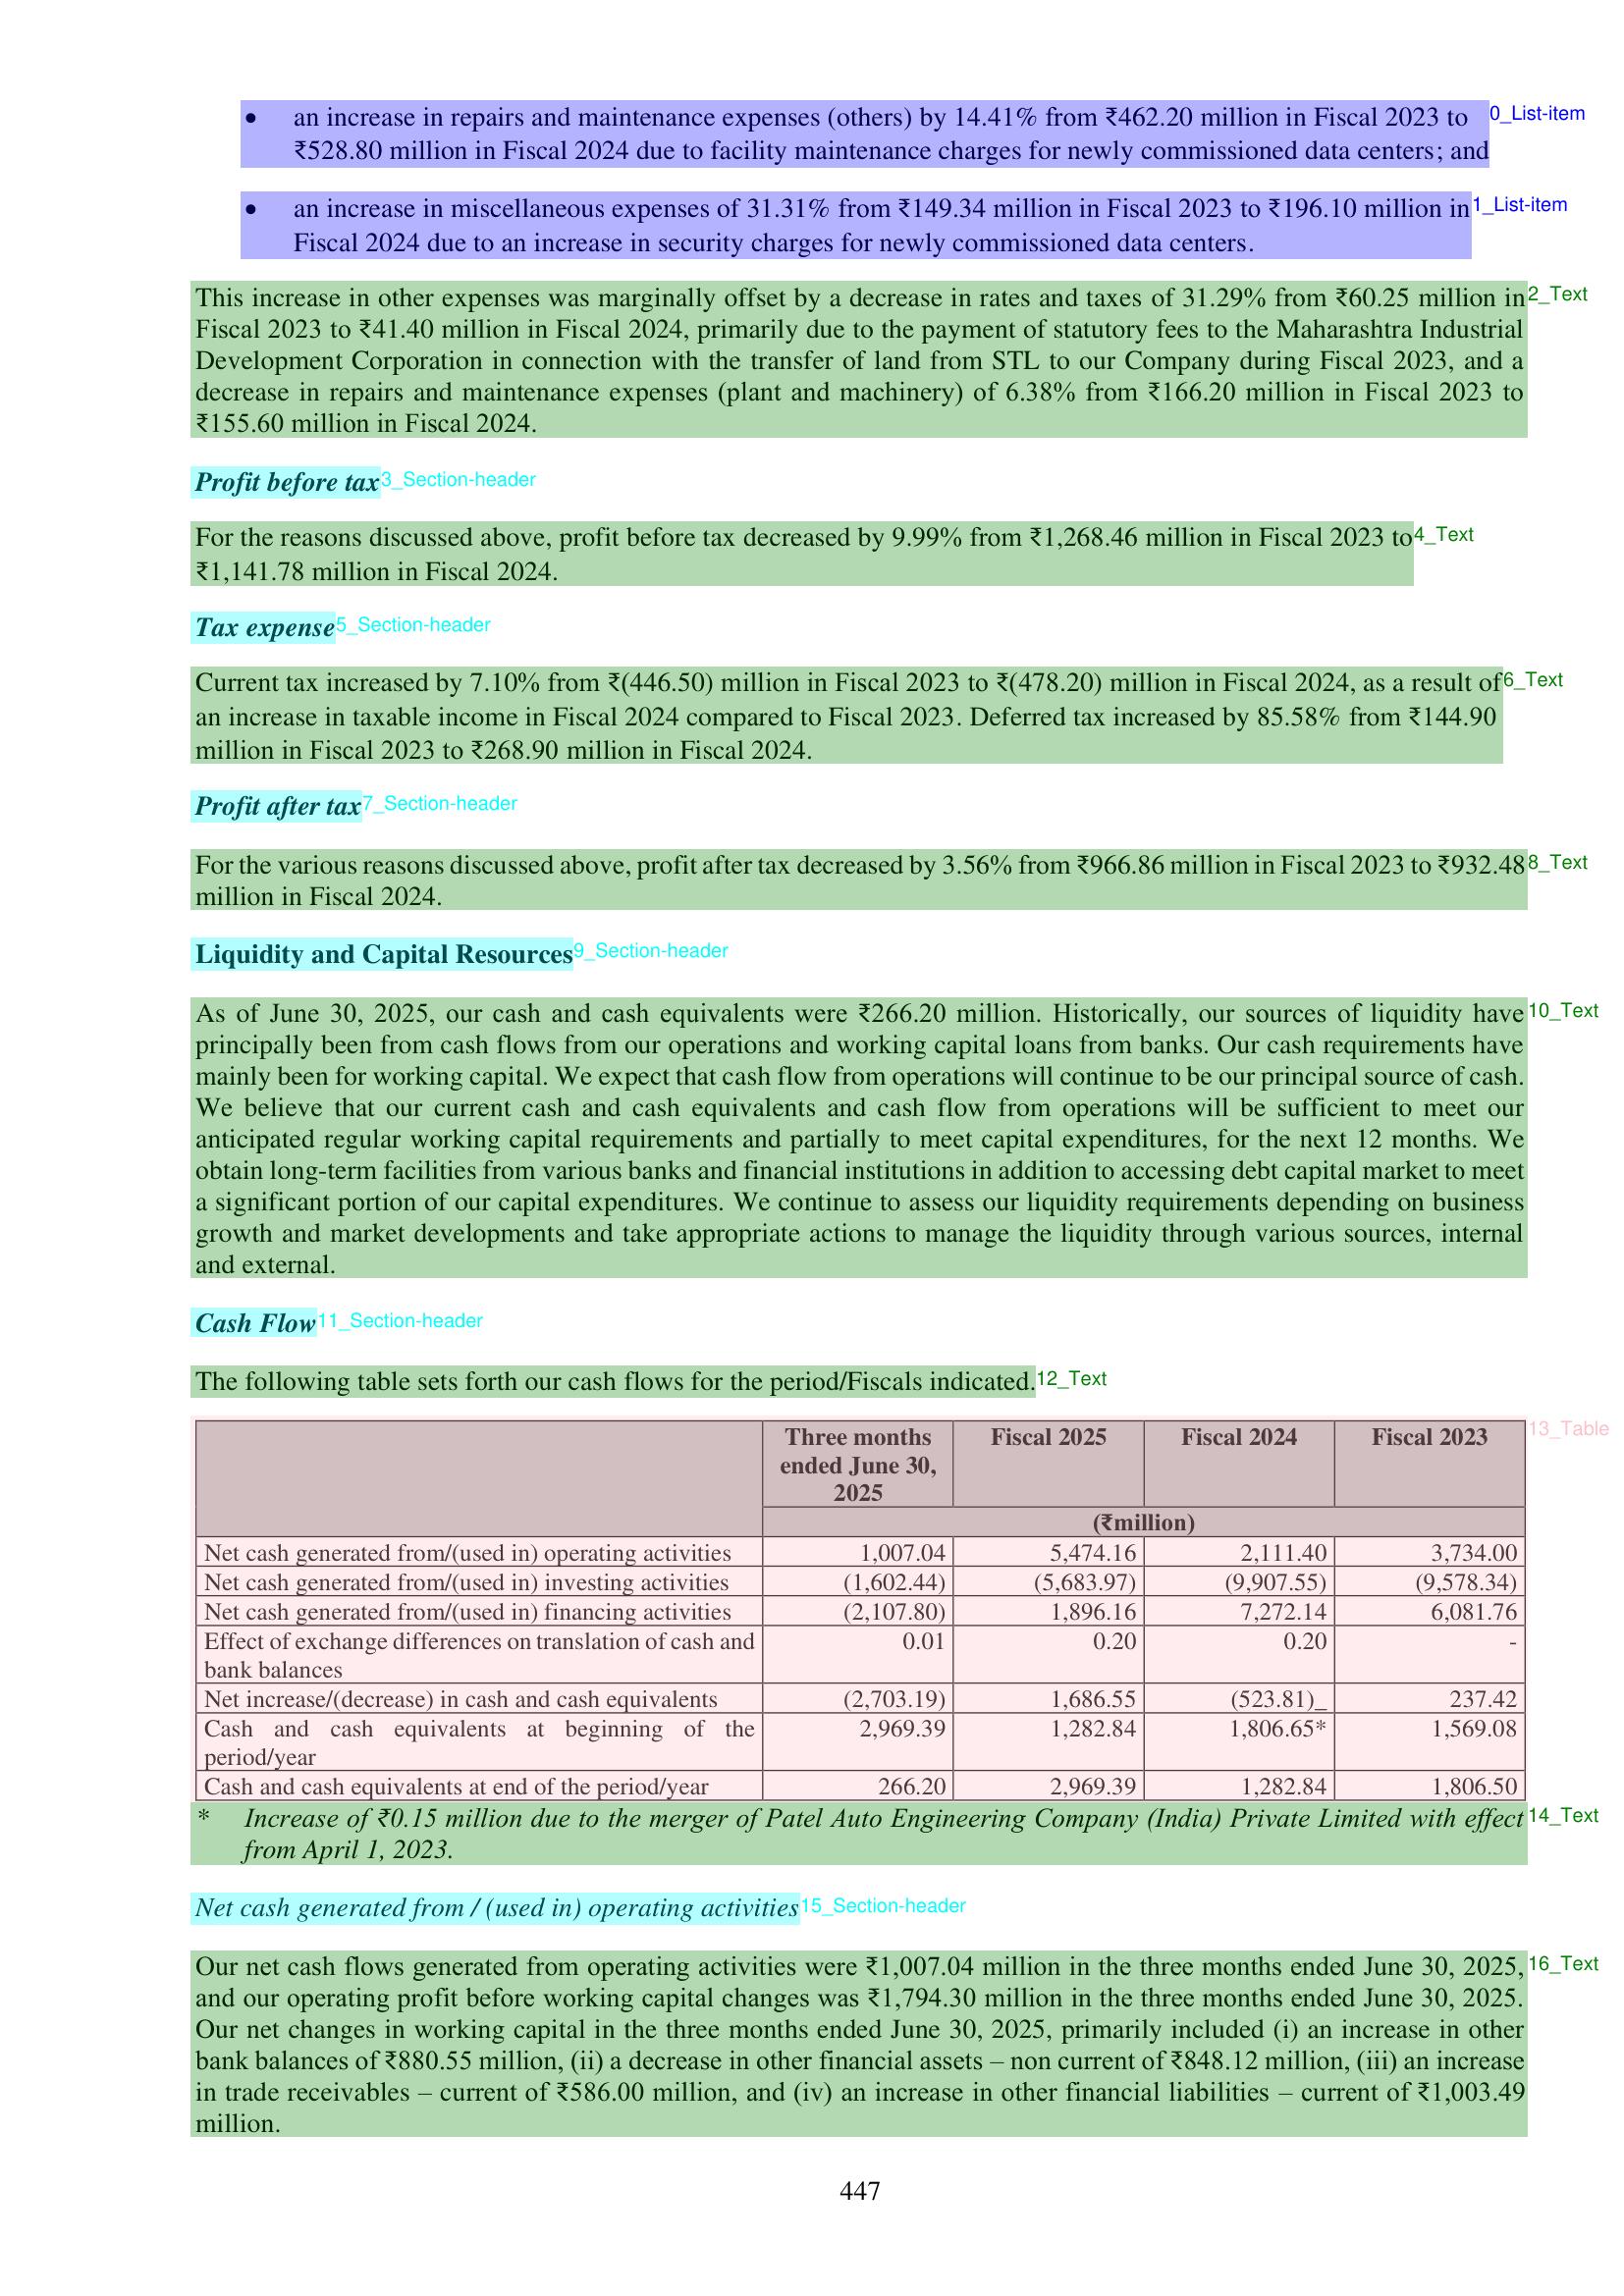 • an increase in repairs and maintenance expenses (others) by 14.41% from ₹462.20 million in Fiscal 2023 to 0_List-item
₹528.80 million in Fiscal 2024 due to facility maintenance charges for newly commissioned data centers; and
• an increase in miscellaneous expenses of 31.31% from ₹149.34 million in Fiscal 2023 to ₹196.10 million in 1_List-item
Fiscal 2024 due to an increase in security charges for newly commissioned data centers.
This increase in other expenses was marginally offset by a decrease in rates and taxes of 31.29% from ₹60.25 million in 2_Text
Fiscal 2023 to ₹41.40 million in Fiscal 2024, primarily due to the payment of statutory fees to the Maharashtra Industrial
Development Corporation in connection with the transfer of land from STL to our Company during Fiscal 2023, and a
decrease in repairs and maintenance expenses (plant and machinery) of 6.38% from ₹166.20 million in Fiscal 2023 to
₹155.60 million in Fiscal 2024.
Profit before tax 3_Section-header
For the reasons discussed above, profit before tax decreased by 9.99% from ₹1,268.46 million in Fiscal 2023 to 4_Text
₹1,141.78 million in Fiscal 2024.
Tax expense 5_Section-header
Current tax increased by 7.10% from ₹(446.50) million in Fiscal 2023 to ₹(478.20) million in Fiscal 2024, as a result of 6_Text
an increase in taxable income in Fiscal 2024 compared to Fiscal 2023. Deferred tax increased by 85.58% from ₹144.90
million in Fiscal 2023 to ₹268.90 million in Fiscal 2024.
Profit after tax 7_Section-header
For the various reasons discussed above, profit after tax decreased by 3.56% from ₹966.86 million in Fiscal 2023 to ₹932.48 8_Text
million in Fiscal 2024.
Liquidity and Capital Resources 9_Section-header
As of June 30, 2025, our cash and cash equivalents were ₹266.20 million. Historically, our sources of liquidity have 10_Text
principally been from cash flows from our operations and working capital loans from banks. Our cash requirements have
mainly been for working capital. We expect that cash flow from operations will continue to be our principal source of cash.
We believe that our current cash and cash equivalents and cash flow from operations will be sufficient to meet our
anticipated regular working capital requirements and partially to meet capital expenditures, for the next 12 months. We
obtain long-term facilities from various banks and financial institutions in addition to accessing debt capital market to meet
a significant portion of our capital expenditures. We continue to assess our liquidity requirements depending on business
growth and market developments and take appropriate actions to manage the liquidity through various sources, internal
and external.
Cash Flow 11_Section-header
The following table sets forth our cash flows for the period/Fiscals indicated. 12_Text
Three months Fiscal 2025 Fiscal 2024 Fiscal 2023 13_Table
ended June 30,
2025
(₹million)
Net cash generated from/(used in) operating activities 1,007.04 5,474.16 2,111.40 3,734.00
Net cash generated from/(used in) investing activities (1,602.44) (5,683.97) (9,907.55) (9,578.34)
Net cash generated from/(used in) financing activities (2,107.80) 1,896.16 7,272.14 6,081.76
Effect of exchange differences on translation of cash and 0.01 0.20 0.20 -
bank balances
Net increase/(decrease) in cash and cash equivalents (2,703.19) 1,686.55 (523.81)_ 237.42
Cash and cash equivalents at beginning of the 2,969.39 1,282.84 1,806.65* 1,569.08
period/year
Cash and cash equivalents at end of the period/year 266.20 2,969.39 1,282.84 1,806.50
* Increase of ₹0.15 million due to the merger of Patel Auto Engineering Company (India) Private Limited with effect 14_Text
from April 1, 2023.
Net cash generated from / (used in) operating activities 15_Section-header
Our net cash flows generated from operating activities were ₹1,007.04 million in the three months ended June 30, 2025, 16_Text
and our operating profit before working capital changes was ₹1,794.30 million in the three months ended June 30, 2025.
Our net changes in working capital in the three months ended June 30, 2025, primarily included (i) an increase in other
bank balances of ₹880.55 million, (ii) a decrease in other financial assets – non current of ₹848.12 million, (iii) an increase
in trade receivables – current of ₹586.00 million, and (iv) an increase in other financial liabilities – current of ₹1,003.49
million.
447